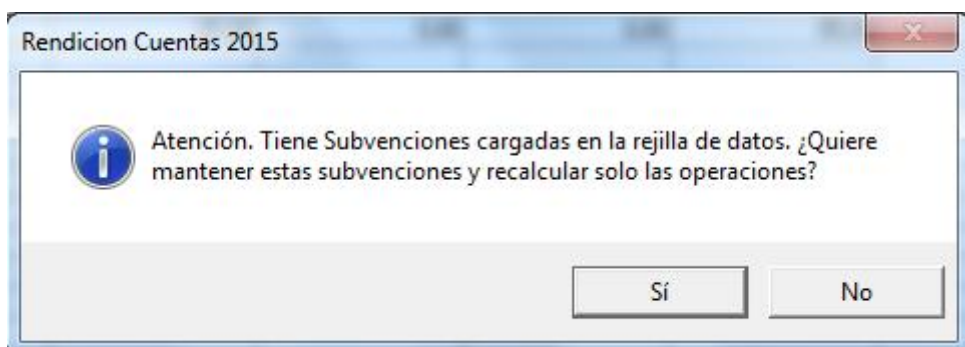 Rendicion Cuentas 2015
Atención. Tiene Subvenciones cargadas en la rejilla de datos. ¿Quiere
mantener estas subvenciones y recalcular solo las operaciones?
Sí
No